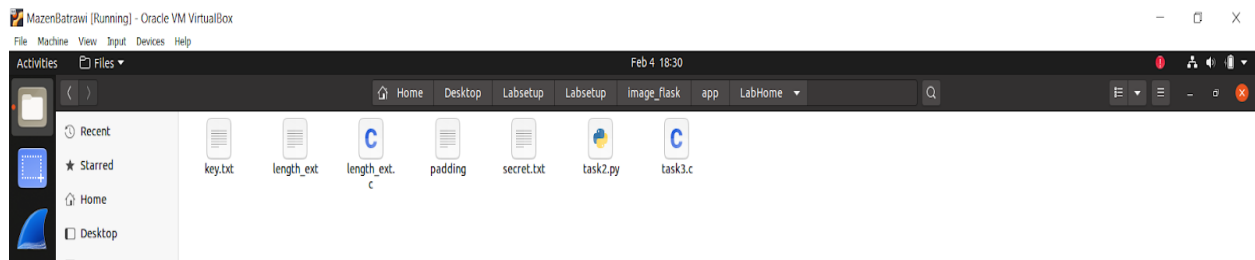 MazenBatrawi [Running] - Oracle VM VirtualBox
File Machine View Input Devices Help
Activities Files Feb 4 18:30
Home Desktop Labsetup Labsetup image_flask app LabHome
Recent
Starred
Home
Desktop
key.txt length_ext length_ext. padding secret.txt task2.py task3.c
c